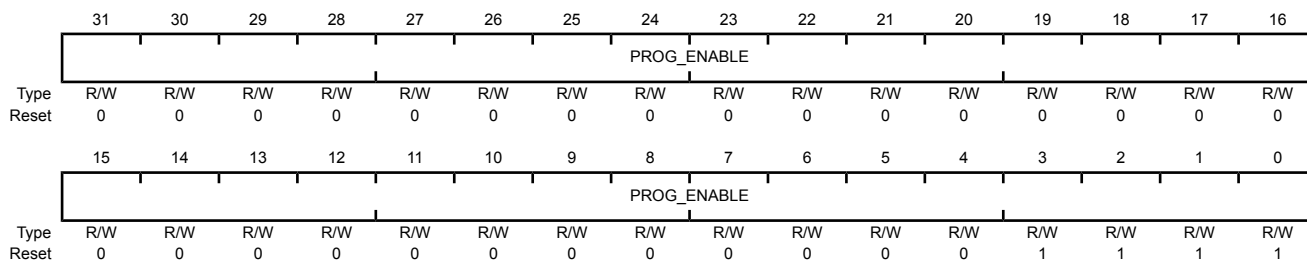 31 30 29 28 27 26 25 24 23 22 21 20 19 18 17 16
PROG_ENABLE
Type R/W R/W R/W R/W R/W R/W R/W R/W R/W R/W R/W R/W R/W R/W R/W R/W
Reset 0 0 0 0 0 0 0 0 0 0 0 0 0 0 0 0
15 14 13 12 11 10 9 8 7 6 5 4 3 2 1 0
PROG_ENABLE
Type R/W R/W R/W R/W R/W R/W R/W R/W R/W R/W R/W R/W R/W R/W R/W R/W
Reset 0 0 0 0 0 0 0 0 0 0 0 0 1 1 1 1